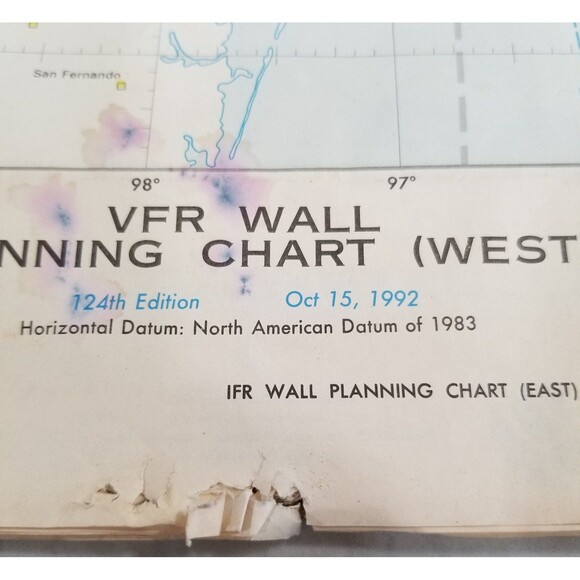 San Fernando
98° 97°
VFR WALL
NNING CHART (WEST
124th Edition Oct 15, 1992
Horizontal Datum: North American Datum of 1983
IFR WALL PLANNING CHART (EAST)